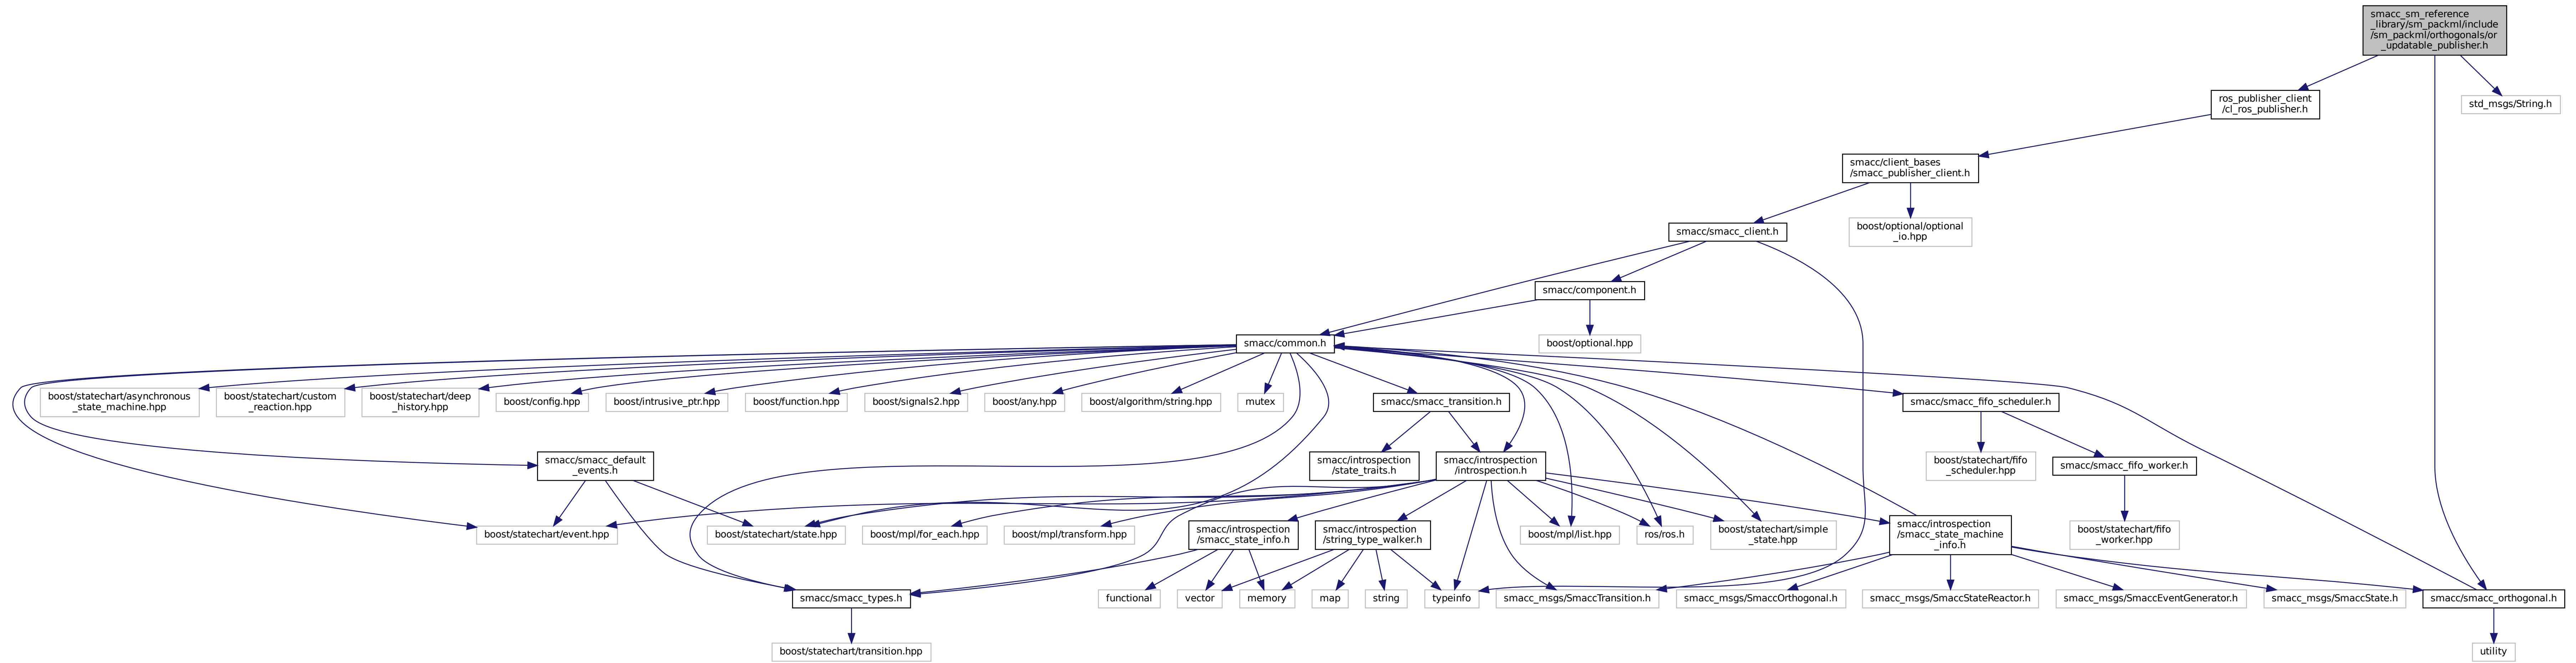 smacc_sm_reference
_library/sm_packml/include
/sm_packml/orthogonals/or
_updatable_publisher.h
ros_publisher_client
/cl_ros_publisher.h
std_msgs/String.h
smacc/client_bases
/smacc_publisher_client.h
smacc/smacc_client.h
boost/optional/optional
_io.hpp
smacc/component.h
smacc/common.h
boost/optional.hpp
boost/statechart/asynchronous
_state_machine.hpp
boost/statechart/custom
_reaction.hpp
boost/statechart/deep
_history.hpp
boost/config.hpp
boost/intrusive_ptr.hpp
boost/function.hpp
boost/signals2.hpp
boost/any.hpp
boost/algorithm/string.hpp
mutex
smacc/smacc_transition.h
smacc/smacc_fifo_scheduler.h
smacc/smacc_default
_events.h
smacc/introspection
/state_traits.h
smacc/introspection
/introspection.h
boost/statechart/fifo
_scheduler.hpp
smacc/smacc_fifo_worker.h
boost/statechart/event.hpp
boost/statechart/state.hpp
boost/mpl/for_each.hpp
boost/mpl/transform.hpp
smacc/introspection
/smacc_state_info.h
smacc/introspection
/string_type_walker.h
boost/mpl/list.hpp
ros/ros.h
boost/statechart/simple
_state.hpp
smacc/introspection
/smacc_state_machine
_info.h
boost/statechart/fifo
_worker.hpp
smacc/smacc_types.h
functional
vector
memory
map
string
typeinfo
smacc_msgs/SmaccTransition.h
smacc_msgs/SmaccOrthogonal.h
smacc_msgs/SmaccStateReactor.h
smacc_msgs/SmaccEventGenerator.h
smacc_msgs/SmaccState.h
smacc/smacc_orthogonal.h
boost/statechart/transition.hpp
utility